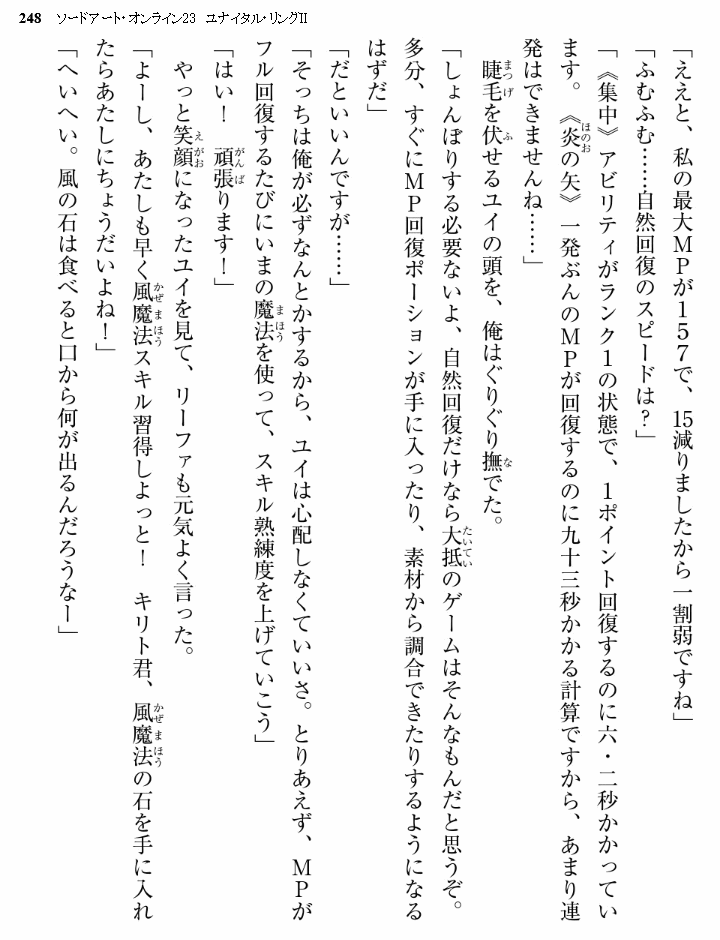 248　ソードアート・オンライン23　ユナイタル・リングⅡ
「ええと、私の最大ＭＰが１５７で、15減りましたから一割弱ですね」
「ふむふむ……自然回復のスピードは？」
「《集中》アビリティがランク１の状態で、１ポイント回復するのに六・二秒かかってい
ます。《炎の矢》一発ぶんのＭＰが回復するのに九十三秒かかる計算ですから、あまり連
発はできませんね……」
　睫毛を伏せるユイの頭を、俺はぐりぐり撫でた。
「しょんぼりする必要ないよ、自然回復だけなら大抵のゲームはそんなもんだと思うぞ。
多分、すぐにＭＰ回復ポーションが手に入ったり、素材から調合できたりするようになる
はずだ」
「だといいんですが……」
「そっちは俺が必ずなんとかするから、ユイは心配しなくていいさ。とりあえず、ＭＰが
フル回復するたびにいまの魔法を使って、スキル熟練度を上げていこう」
「はい！　頑張ります！」
　やっと笑顔になったユイを見て、リーファも元気よく言った。
「よーし、あたしも早く風魔法スキル習得しよっと！　キリト君、風魔法の石を手に入れ
たらあたしにちょうだいよね！」
「へいへい。風の石は食べると口から何が出るんだろうなー」